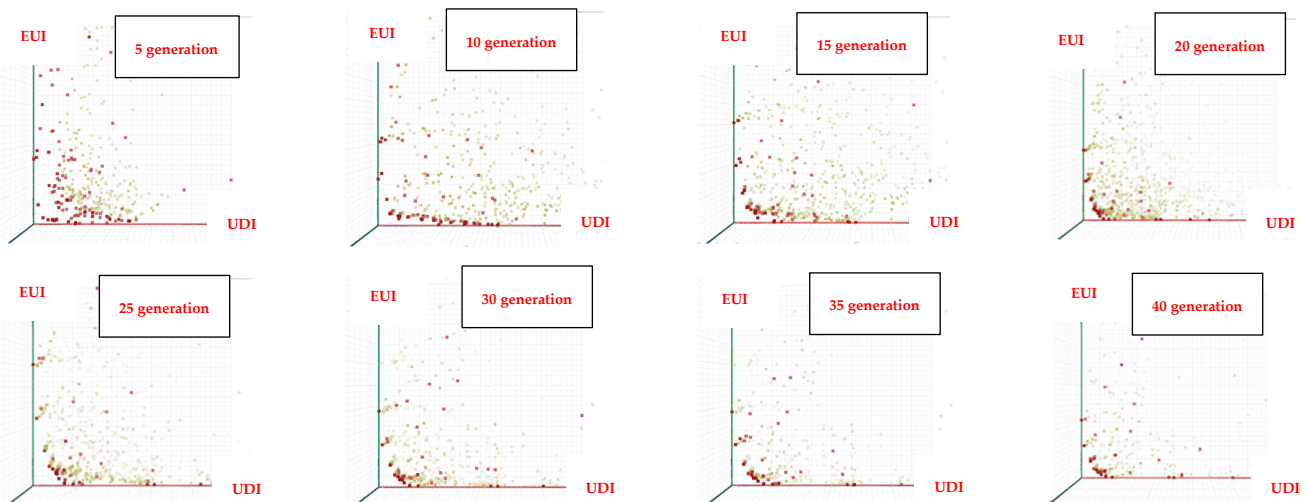 EUI
5 generation
UDI
EUI
10 generation
UDI
EUI
15 generation
UDI
EUI
20 generation
UDI
EUI
25 generation
UDI
EUI
30 generation
UDI
EUI
35 generation
UDI
EUI
40 generation
UDI